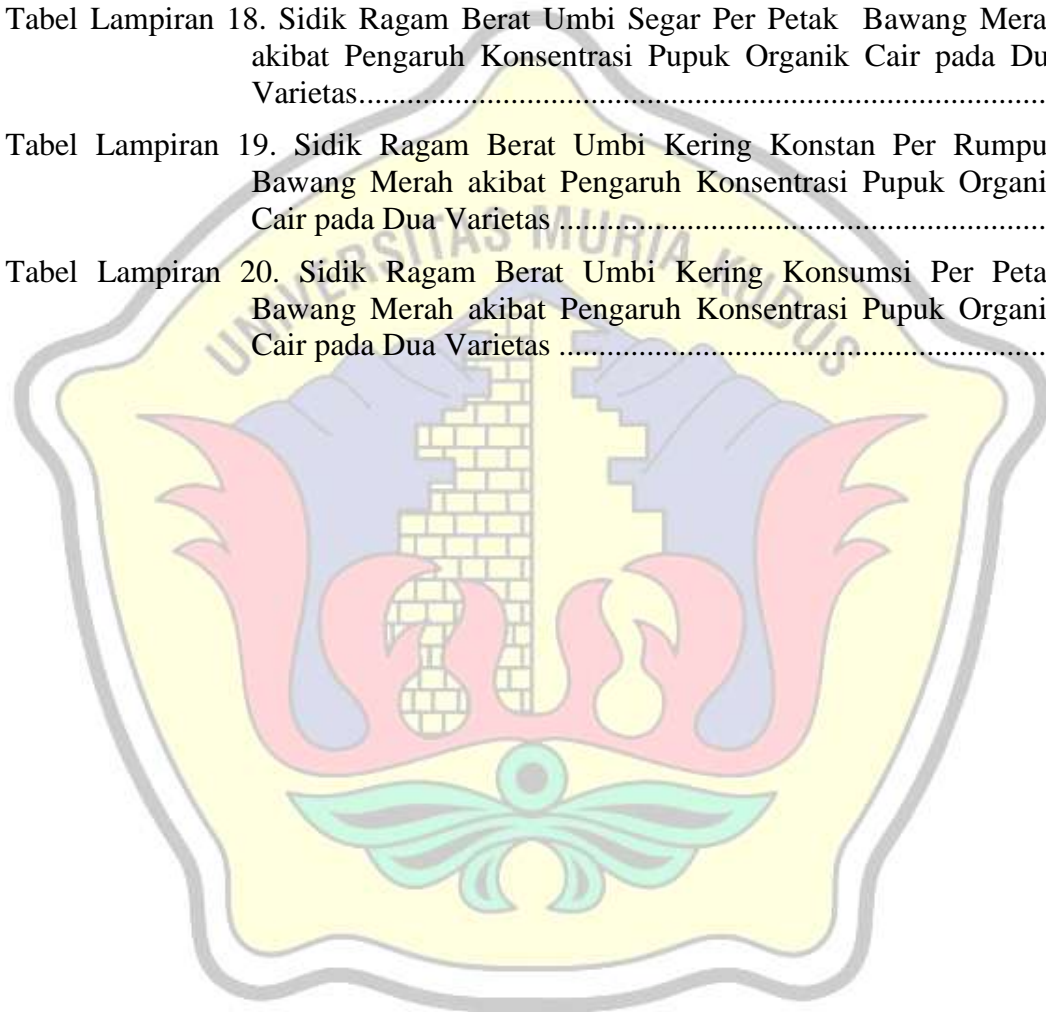 Tabel Lampiran 18. Sidik Ragam Berat Umbi Segar Per Petak Bawang Mera
akibat Pengaruh Konsentrasi Pupuk Organik Cair pada Du
Varietas....................................................................................
Tabel Lampiran 19. Sidik Ragam Berat Umbi Kering Konstan Per Rumpu
Bawang Merah akibat Pengaruh Konsentrasi Pupuk Organi
Cair pada Dua Varietas ............................................................
Tabel Lampiran 20. Sidik Ragam Berat Umbi Kering Konsumsi Per Peta
Bawang Merah akibat Pengaruh Konsentrasi Pupuk Organi
Cair pada Dua Varietas ............................................................
UNIVERSITAS MURIA KUDUS